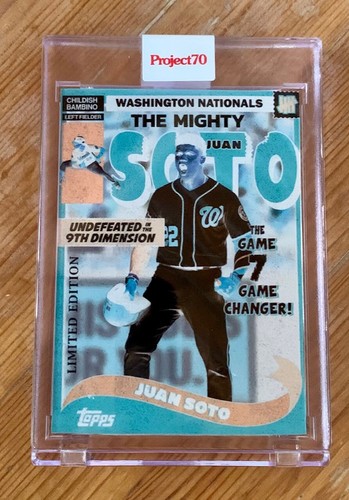 Project70
CHILDISH
BAMBINO
LEFT FIELDER
WASHINGTON NATIONALS
THE MIGHTY
JUAN
SOTO
UNDEFEATED IN THE
9TH DIMENSION
W
22
THE
GAME
7
GAME
CHANGER!
LIMITED EDITION
JUAN SOTO
topps